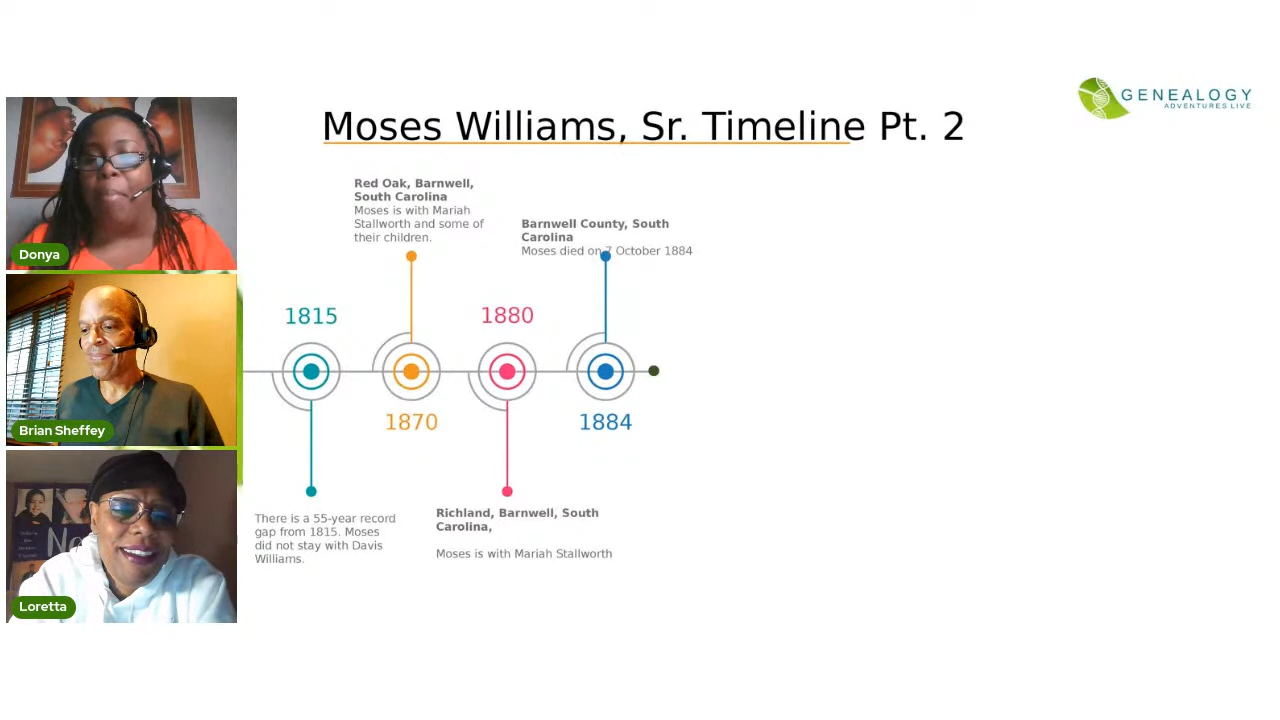 GENEALOGY
ADVENTURES LIVE
Moses Williams, Sr. Timeline Pt. 2
Red Oak, Barnwell,
South Carolina
Moses is with Mariah
Stallworth and some of
their children.
Barnwell County, South
Carolina
Moses died on 7 October 1884
1815
1880
1870
1884
There is a 55-year record
gap from 1815. Moses
did not stay with Davis
Williams.
Richland, Barnwell, South
Carolina,
Moses is with Mariah Stallworth
Donya
Brian Sheffey
Loretta